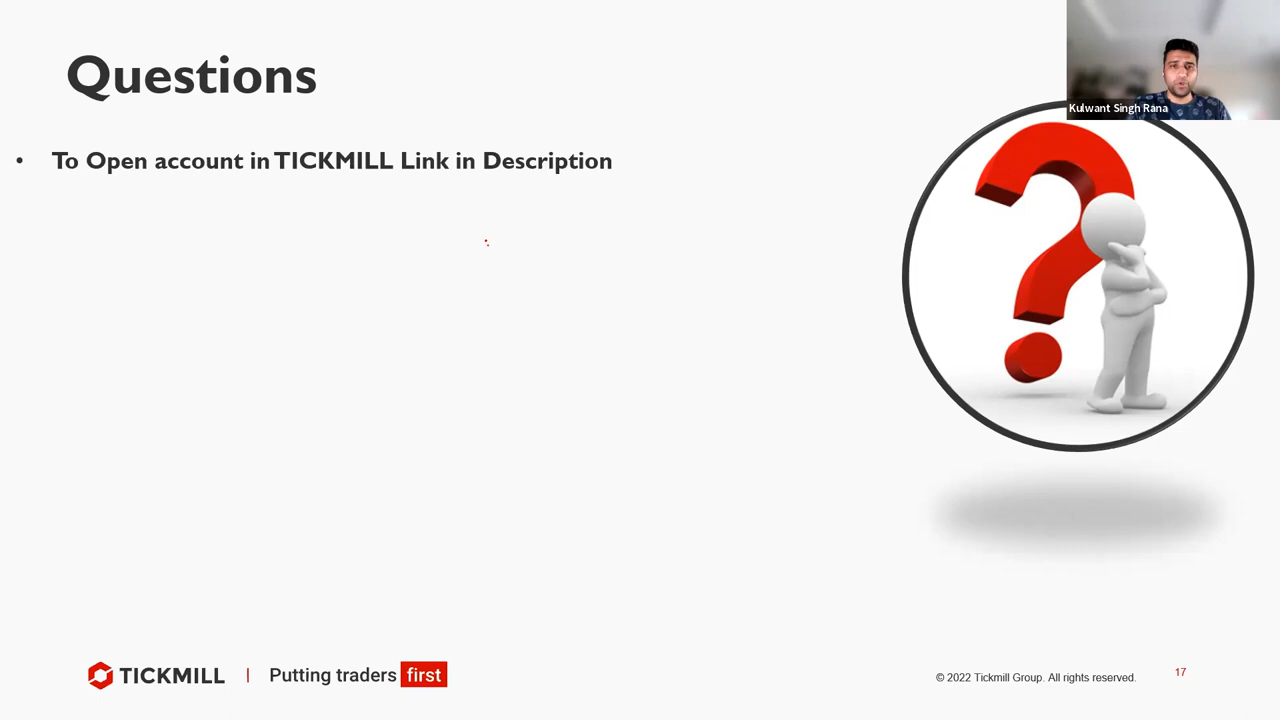 Questions
Kulwant Singh Rana
• To Open account in TICKMILL Link in Description
TICKMILL | Putting traders first
© 2022 Tickmill Group. All rights reserved.
17